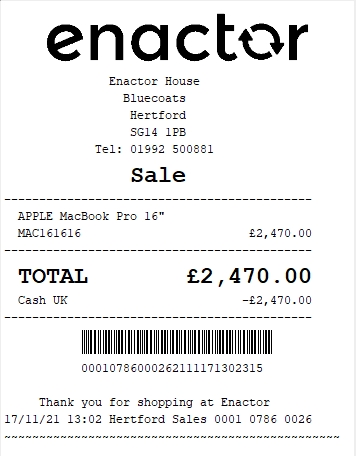 enactor
Enactor House
Bluecoats
Hertford
SG14 1PB
Tel: 01992 500881
Sale
APPLE MacBook Pro 16"
MAC161616 £2,470.00
TOTAL £2,470.00
Cash UK -£2,470.00
00010786000262111171302315
Thank you for shopping at Enactor
17/11/21 13:02 Hertford Sales 0001 0786 0026